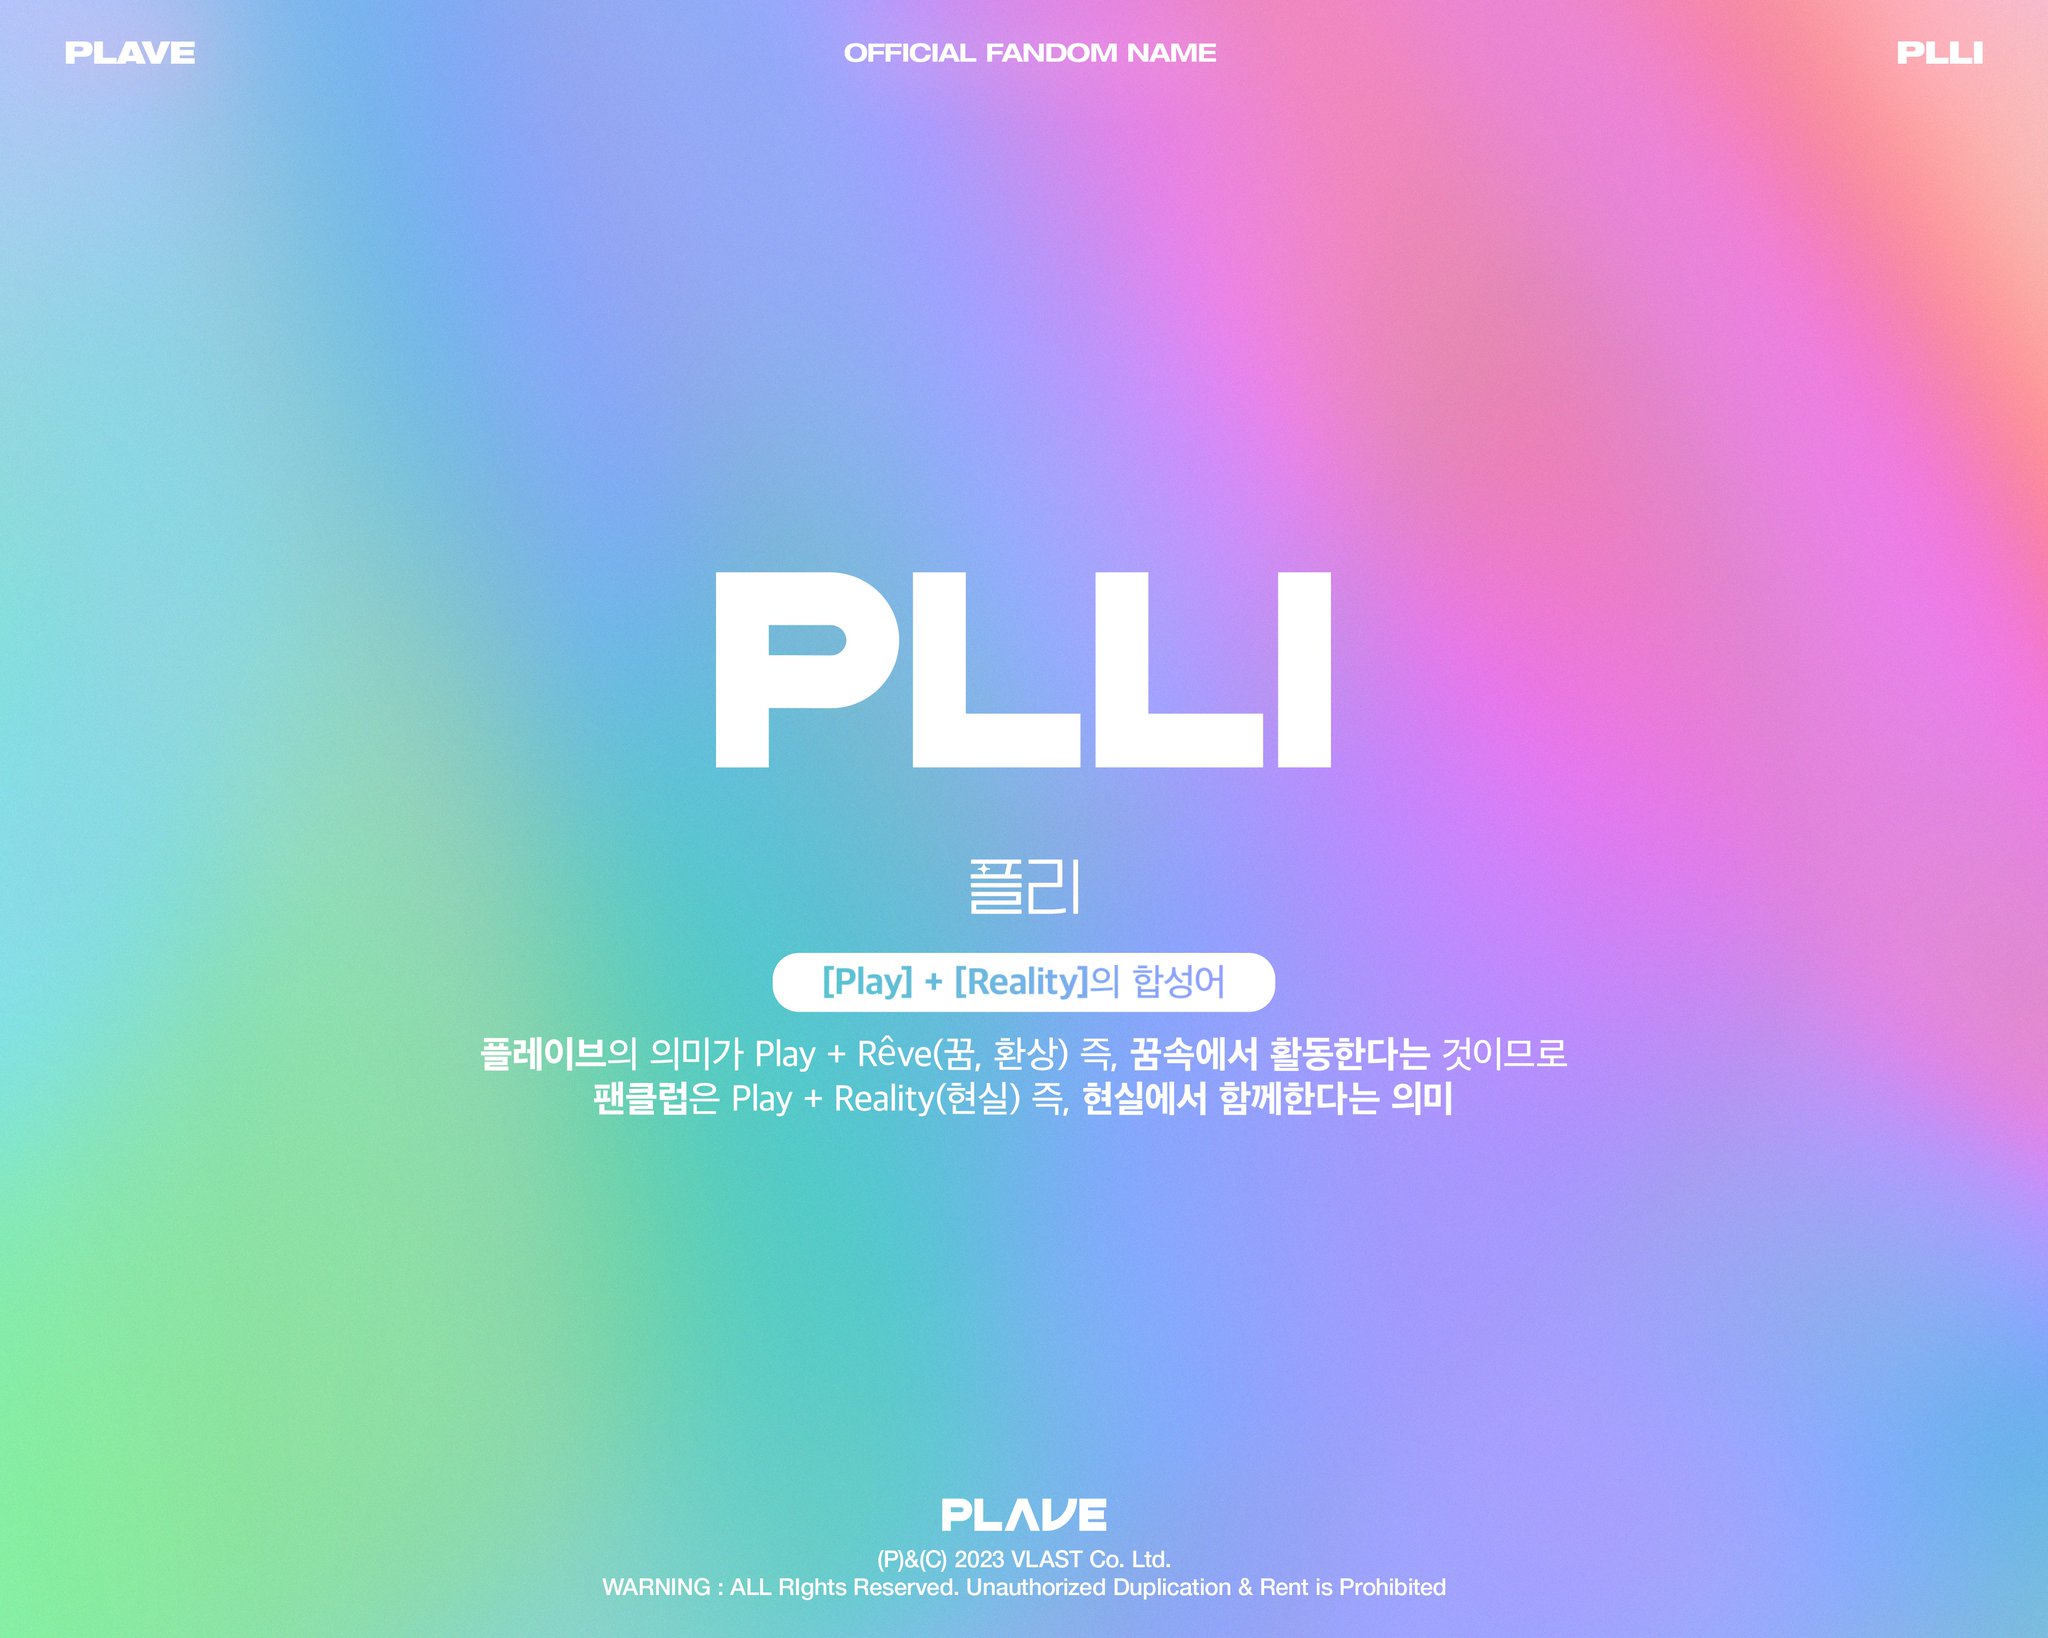 PLAVE
OFFICIAL FANDOM NAME
PLLI
PLLI
플리
[Play] + [Reality]의 합성어
플레이브의 의미가 Play + Rêve(꿈, 환상) 즉, 꿈속에서 활동한다는 것이므로
팬클럽은 Play + Reality(현실) 즉, 현실에서 함께한다는 의미
PLAVE
(P)&(C) 2023 VLAST Co. Ltd.
WARNING : ALL RIghts Reserved. Unauthorized Duplication & Rent is Prohibited